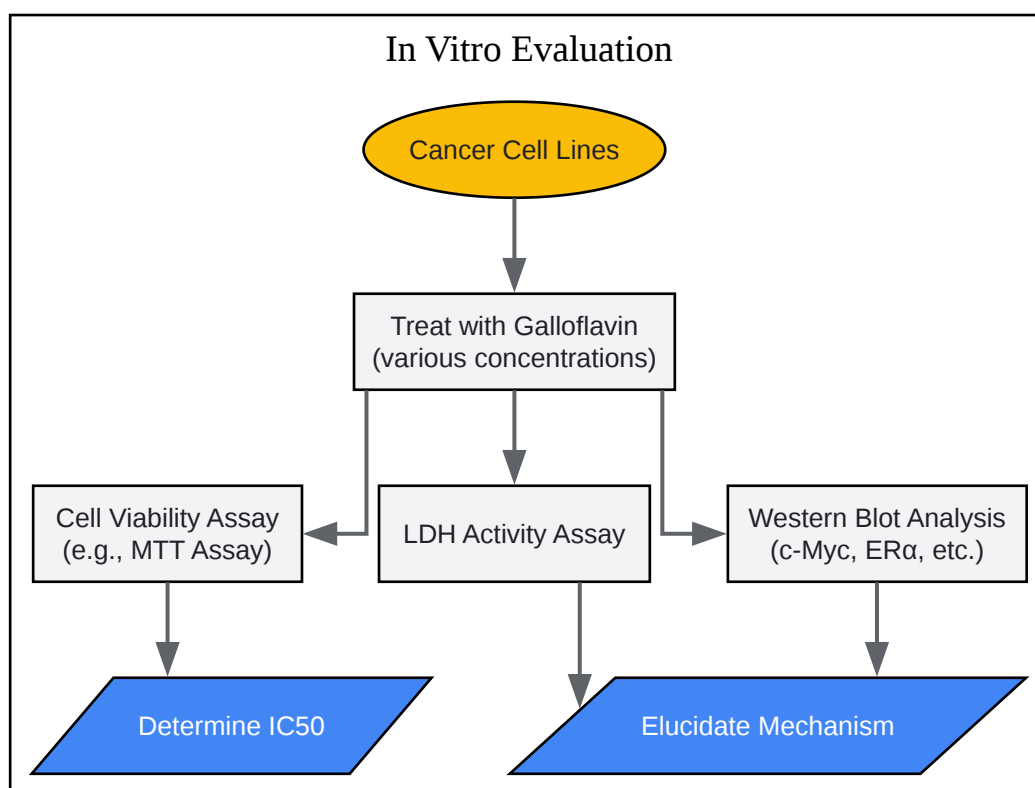 In Vitro Evaluation
Cancer Cell Lines
Treat with Galloflavin
(various concentrations)
Cell Viability Assay
(e.g., MTT Assay)
LDH Activity Assay
Western Blot Analysis
(c-Myc, ERα, etc.)
Determine IC50
Elucidate Mechanism